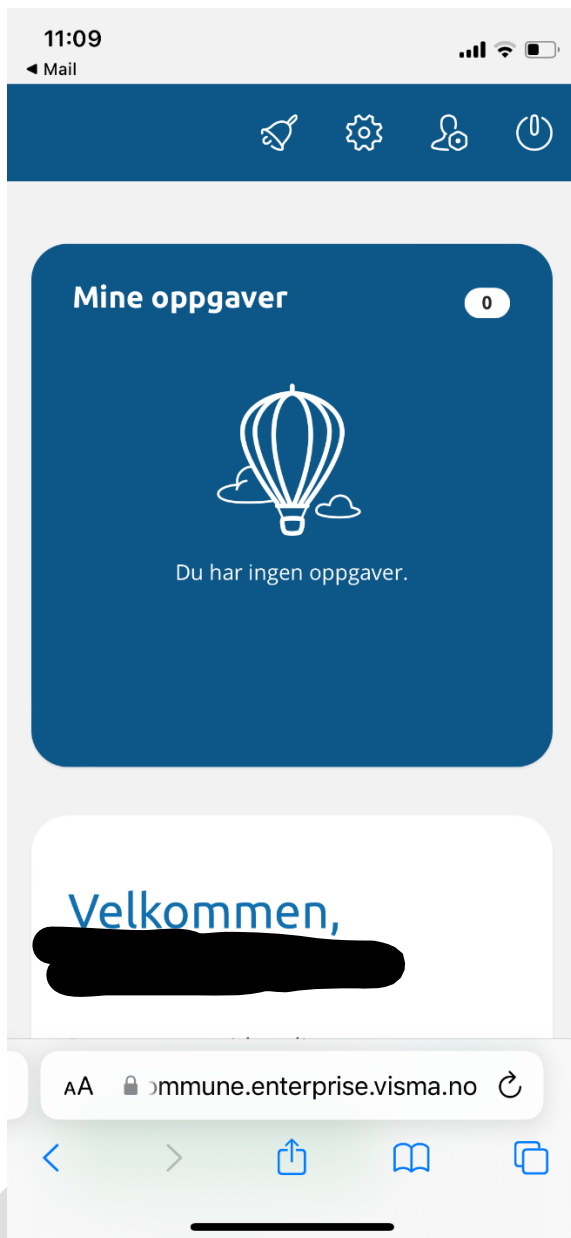 11:09
◀ Mail
Mine oppgaver
0
Du har ingen oppgaver.
Velkommen,
AA ommune.enterprise.visma.no